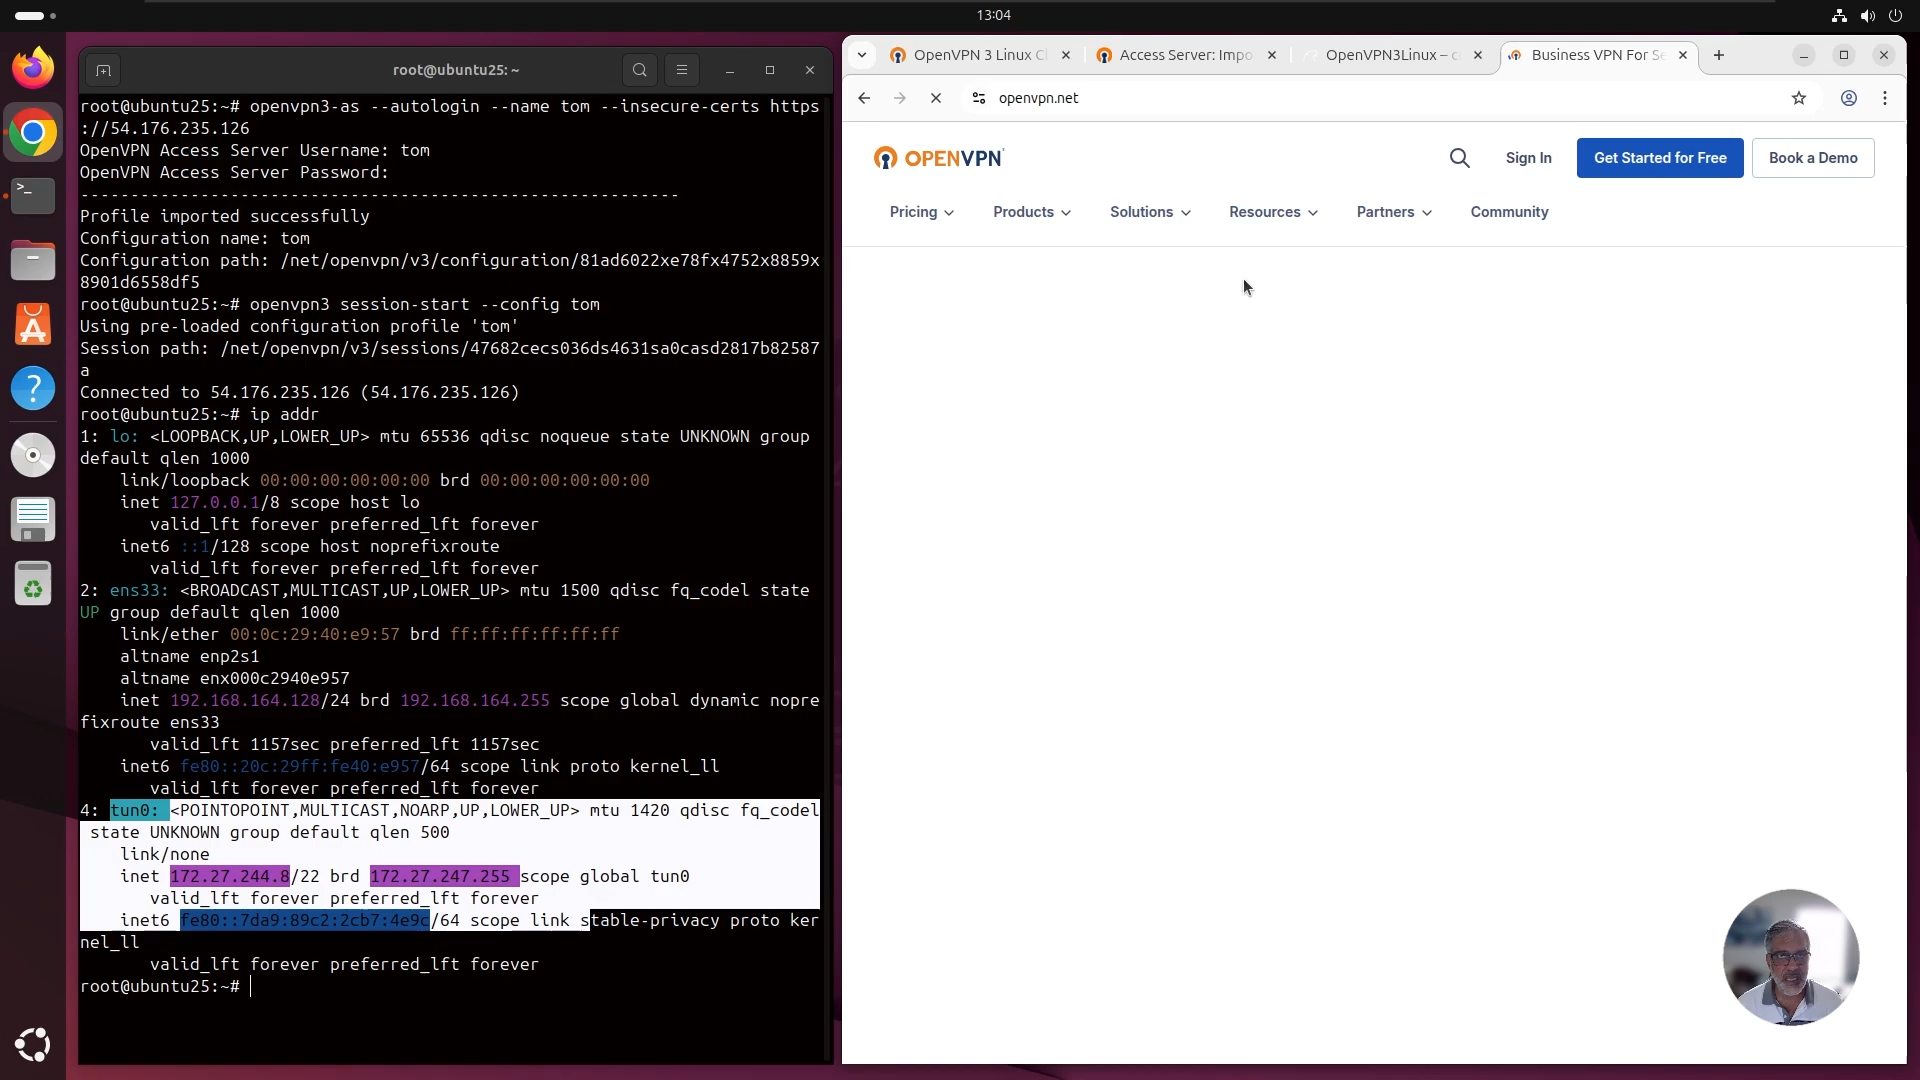 13:04
root@ubuntu25: ~
root@ubuntu25:~# openvpn3-as --autologin --name tom --insecure-certs https
://54.176.235.126
OpenVPN Access Server Username: tom
OpenVPN Access Server Password:
------------------------------------------------------------
Profile imported successfully
Configuration name: tom
Configuration path: /net/openvpn/v3/configuration/81ad6022xe78fx4752x8859x
8901d6558df5
root@ubuntu25:~# openvpn3 session-start --config tom
Using pre-loaded configuration profile 'tom'
Session path: /net/openvpn/v3/sessions/47682cecs036ds4631sa0casd2817b82587
a
Connected to 54.176.235.126 (54.176.235.126)
root@ubuntu25:~# ip addr
1: lo: <LOOPBACK,UP,LOWER_UP> mtu 65536 qdisc noqueue state UNKNOWN group
default qlen 1000
link/loopback 00:00:00:00:00:00 brd 00:00:00:00:00:00
inet 127.0.0.1/8 scope host lo
valid_lft forever preferred_lft forever
inet6 ::1/128 scope host noprefixroute
valid_lft forever preferred_lft forever
2: ens33: <BROADCAST,MULTICAST,UP,LOWER_UP> mtu 1500 qdisc fq_codel state
UP group default qlen 1000
link/ether 00:0c:29:40:e9:57 brd ff:ff:ff:ff:ff:ff
altname enp2s1
altname enx000c2940e957
inet 192.168.164.128/24 brd 192.168.164.255 scope global dynamic nopre
fixroute ens33
valid_lft 1157sec preferred_lft 1157sec
inet6 fe80::20c:29ff:fe40:e957/64 scope link proto kernel_ll
valid_lft forever preferred_lft forever
4: tun0: <POINTOPOINT,MULTICAST,NOARP,UP,LOWER_UP> mtu 1420 qdisc fq_codel
state UNKNOWN group default qlen 500
link/none
inet 172.27.244.8/22 brd 172.27.247.255 scope global tun0
valid_lft forever preferred_lft forever
inet6 fe80::7da9:89c2:2cb7:4e9c/64 scope link stable-privacy proto ker
nel_ll
valid_lft forever preferred_lft forever
root@ubuntu25:~#
OpenVPN 3 Linux Cl
Access Server: Impo
OpenVPN3Linux – c
Business VPN For Se
openvpn.net
OPENVPN
Sign In
Get Started for Free
Book a Demo
Pricing
Products
Solutions
Resources
Partners
Community